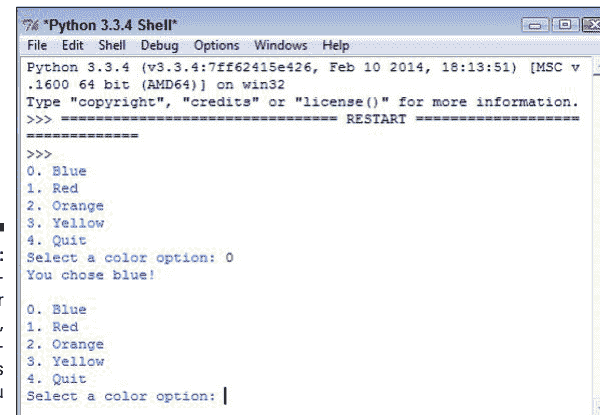 *Python 3.3.4 Shell*
File Edit Shell Debug Options Windows Help
Python 3.3.4 (v3.3.4:7ff62415e426, Feb 10 2014, 18:13:51) [MSC v
.1600 64 bit (AMD64)] on win32
Type "copyright", "credits" or "license()" for more information.
>>> ================================ RESTART ===================
=============
>>>
0. Blue
1. Red
2. Orange
3. Yellow
4. Quit
Select a color option: 0
You chose blue!
0. Blue
1. Red
2. Orange
3. Yellow
4. Quit
Select a color option: